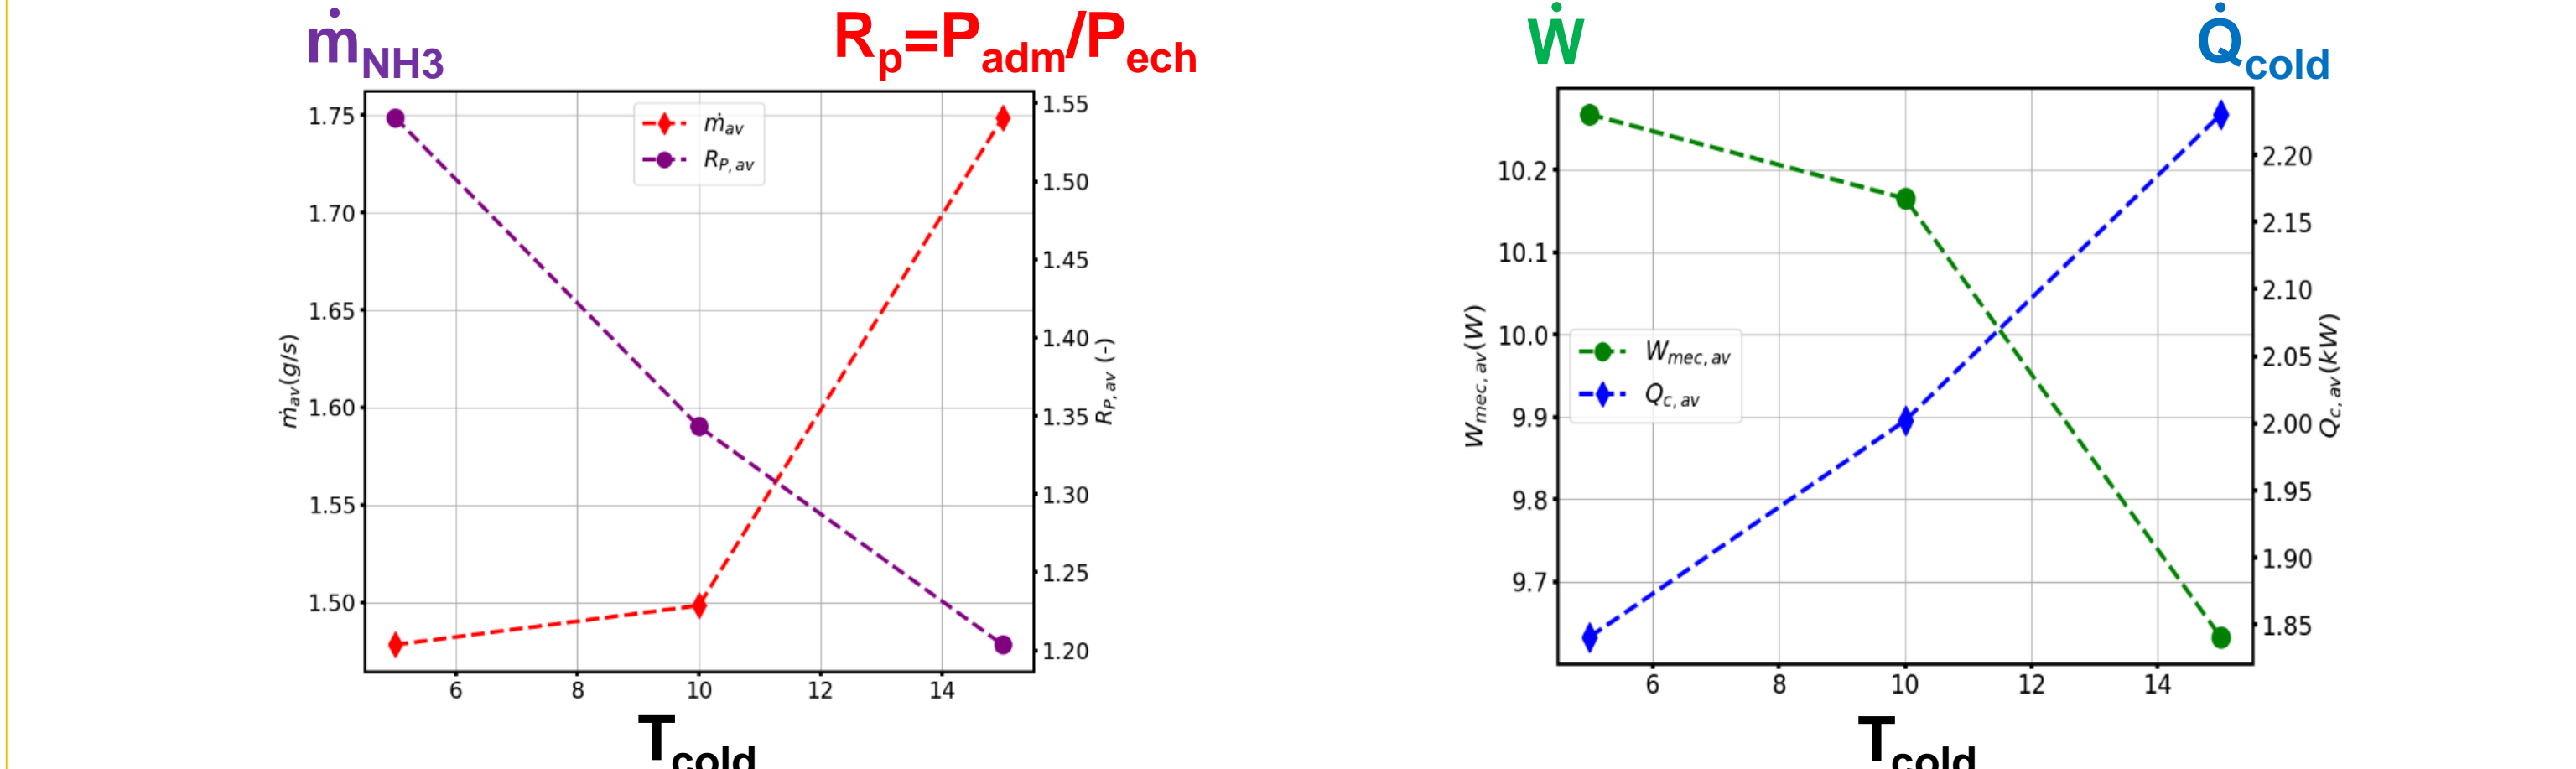 ṁNH3
Rp=Padm/Pech
1.75
1.70
1.65
1.60
1.55
1.50
ṁav(g/s)
ṁav
RP, av
1.55
1.50
1.45
1.40
1.35
1.30
1.25
1.20
RP, av (-)
6 8 10 12 14
Tcold
Ẇ
Q̇cold
10.2
10.1
10.0
9.9
9.8
9.7
Wmec, av(W)
Wmec, av
Qc, av
2.20
2.15
2.10
2.05
2.00
1.95
1.90
1.85
Qc, av(kW)
6 8 10 12 14
Tcold